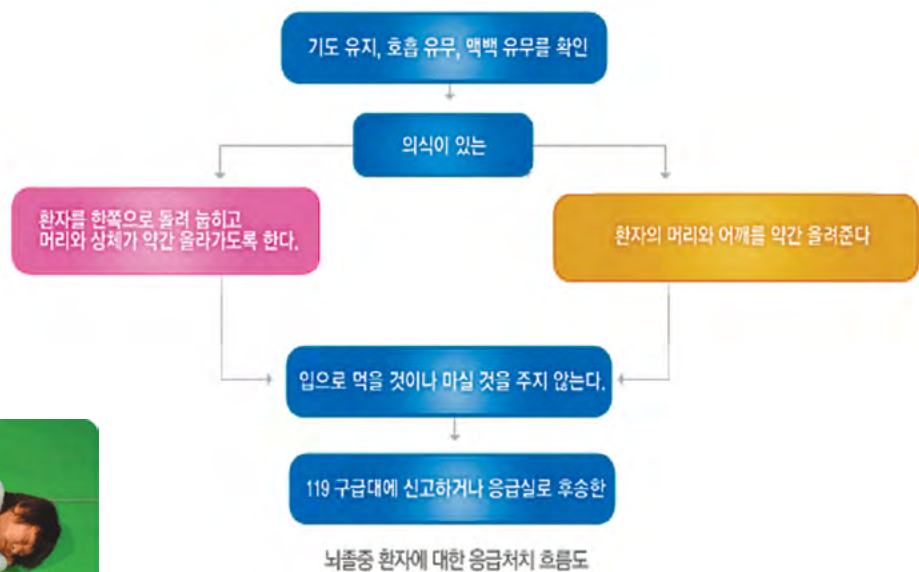 기도 유지, 호흡 유무, 맥백 유무를 확인
의식이 있는
환자를 한쪽으로 돌려 눕히고
머리와 상체가 약간 올라가도록 한다.
환자의 머리와 어깨를 약간 올려준다
입으로 먹을 것이나 마실 것을 주지 않는다.
119 구급대에 신고하거나 응급실로 후송한
뇌졸중 환자에 대한 응급처치 흐름도